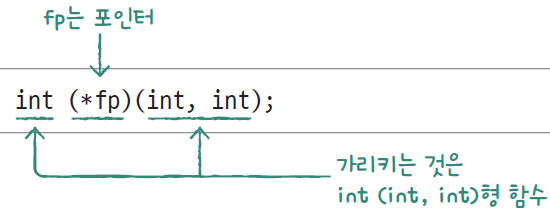 fp는 포인터
int (*fp)(int, int);
가리키는 것은
int (int, int)형 함수